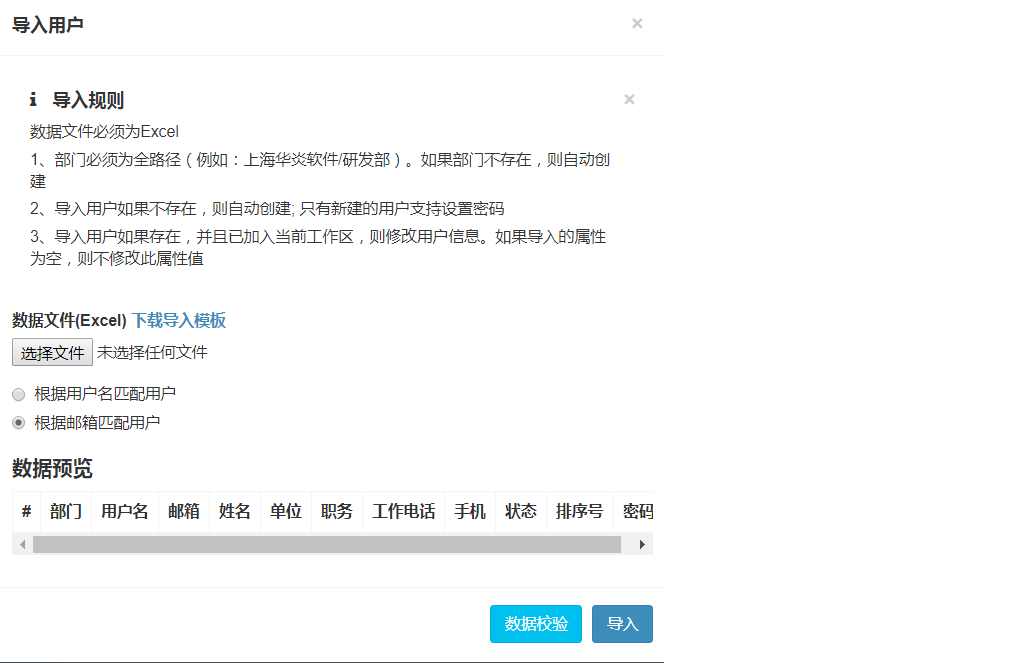 导入用户 ×
i 导入规则 ×
数据文件必须为Excel
1、部门必须为全路径（例如：上海华炎软件/研发部）。如果部门不存在，则自动创
建
2、导入用户如果不存在，则自动创建; 只有新建的用户支持设置密码
3、导入用户如果存在，并且已加入当前工作区，则修改用户信息。如果导入的属性
为空，则不修改此属性值
数据文件(Excel) 下载导入模板
选择文件 未选择任何文件
根据用户名匹配用户
根据邮箱匹配用户
数据预览
# 部门 用户名 邮箱 姓名 单位 职务 工作电话 手机 状态 排序号 密码
数据校验 导入